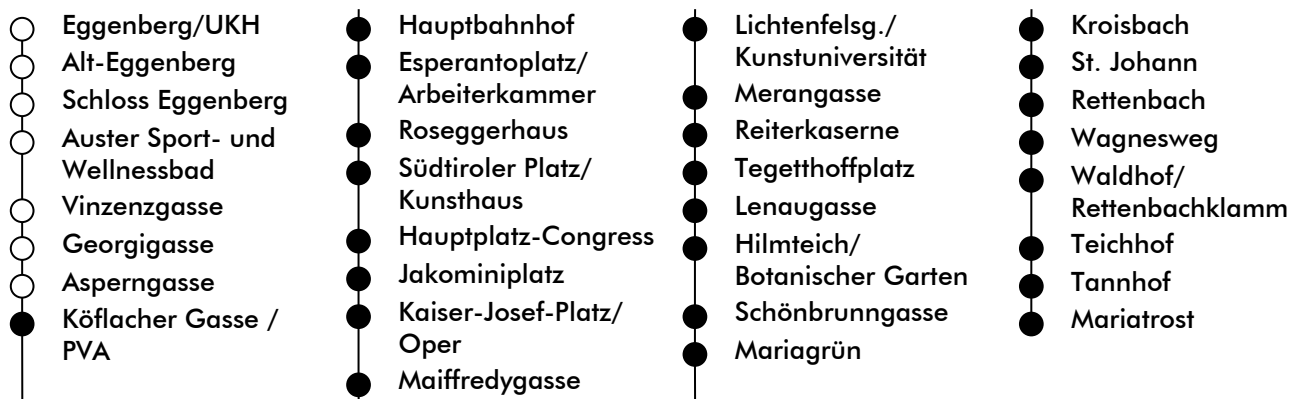 Eggenberg/UKH
Alt-Eggenberg
Schloss Eggenberg
Auster Sport- und
Wellnessbad
Vinzenzgasse
Georgigasse
Asperngasse
Köflacher Gasse /
PVA
Hauptbahnhof
Esperantoplatz/
Arbeiterkammer
Roseggerhaus
Südtiroler Platz/
Kunsthaus
Hauptplatz-Congress
Jakominiplatz
Kaiser-Josef-Platz/
Oper
Maiffredygasse
Lichtenfelsg./
Kunstuniversität
Merangasse
Reiterkaserne
Tegetthoffplatz
Lenaugasse
Hilmteich/
Botanischer Garten
Schönbrunngasse
Mariagrün
Kroisbach
St. Johann
Rettenbach
Wagnesweg
Waldhof/
Rettenbachklamm
Teichhof
Tannhof
Mariatrost